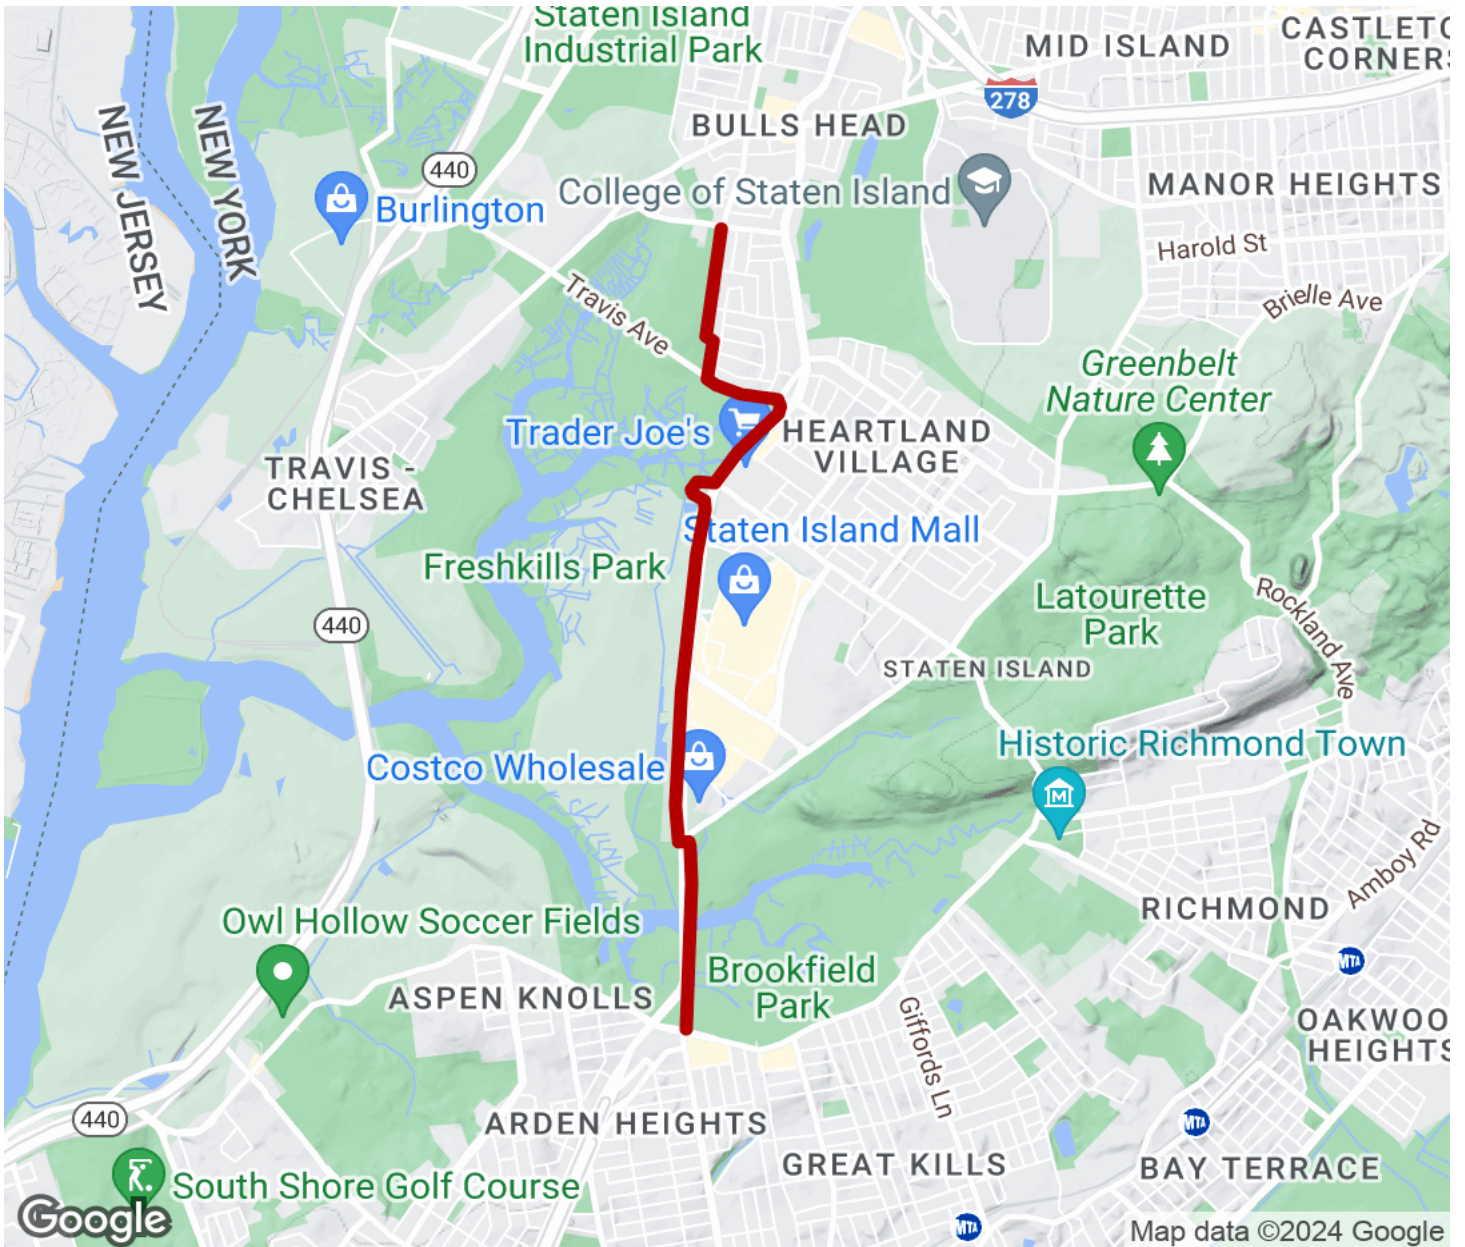 Staten Island
Industrial Park
MID ISLAND
CASTLETO
CORNERS
278
BULLS HEAD
NEW JERSEY
NEW YORK
440
College of Staten Island
MANOR HEIGHTS
Burlington
Harold St
Travis Ave
Brielle Ave
Greenbelt
Nature Center
Trader Joe's
HEARTLAND
VILLAGE
TRAVIS -
CHELSEA
Staten Island Mall
Freshkills Park
Latourette
Park
Rockland Ave
440
STATEN ISLAND
Historic Richmond Town
Costco Wholesale
M
Amboy Rd
Owl Hollow Soccer Fields
RICHMOND
MTA
Brookfield
Park
ASPEN KNOLLS
Giffords Ln
OAKWOO
HEIGHTS
440
ARDEN HEIGHTS
MTA
GREAT KILLS
BAY TERRACE
South Shore Golf Course
Google
MTA
Map data ©2024 Google